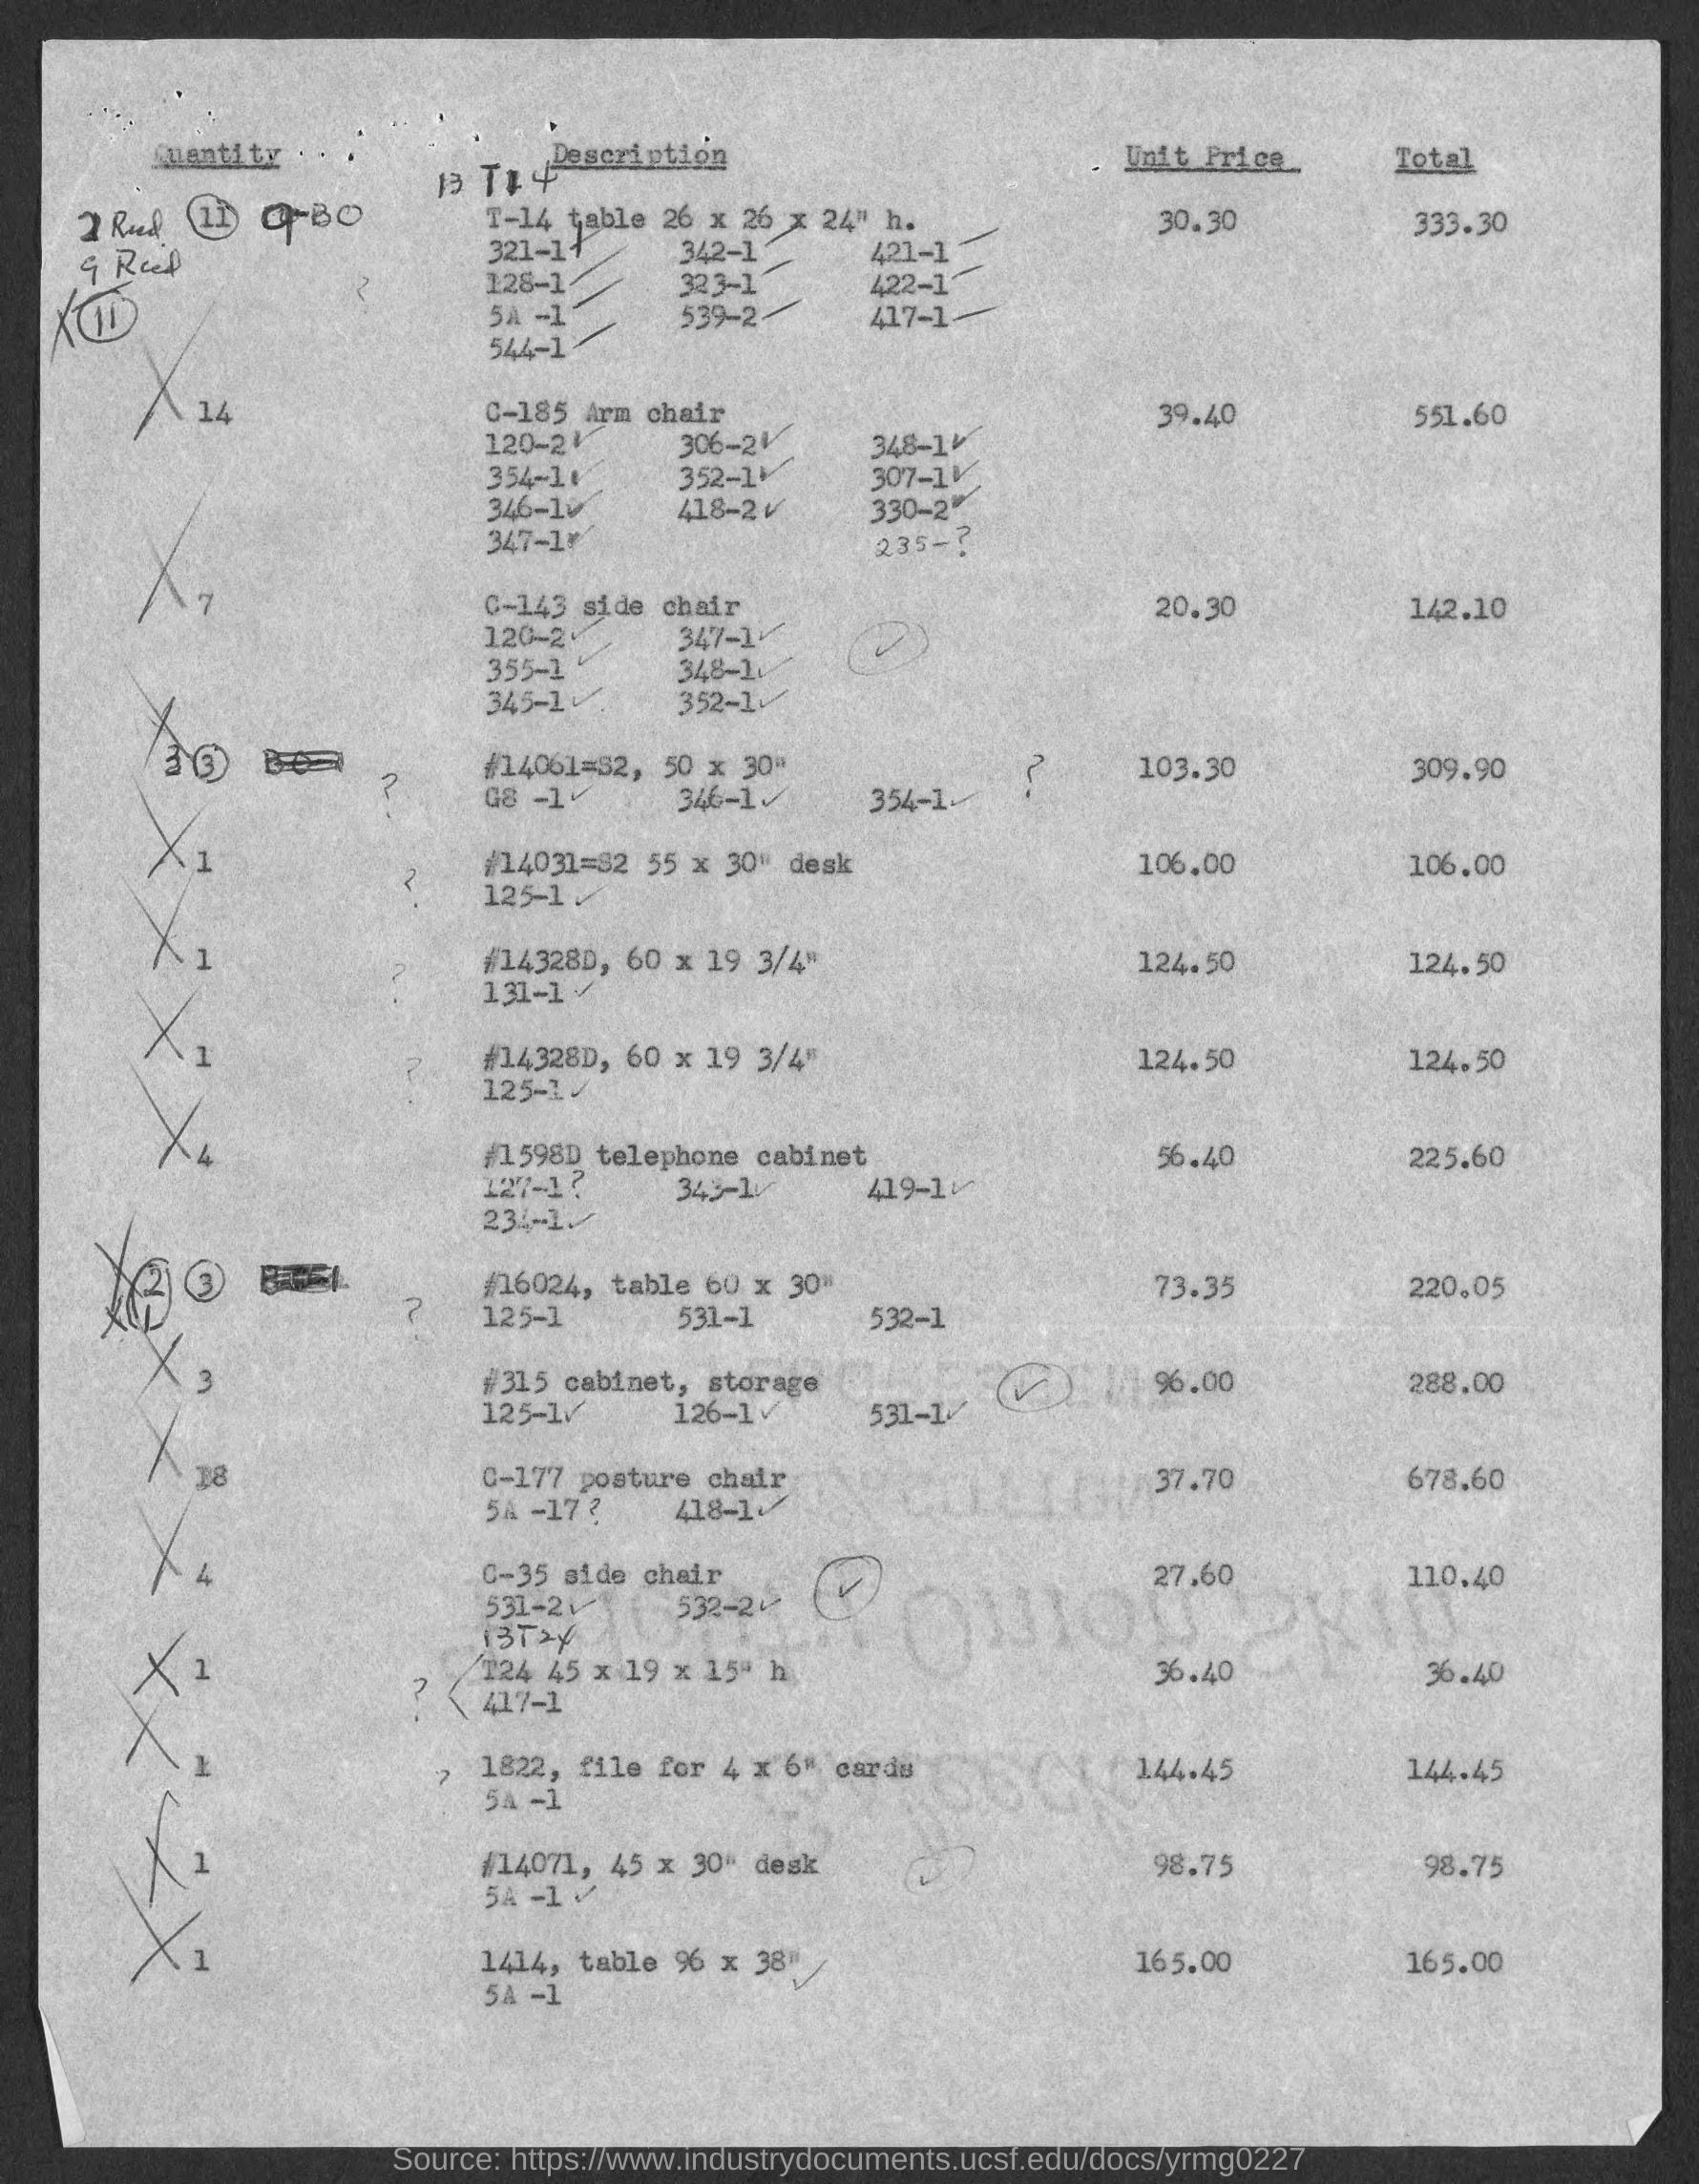 Quantity Description Unit Price Total
13 T14
2 Recd 11 9-BO T-14 table 26 x 26 x 24" h. 30.30 333.30
9 Recd 321-1 342-1 421-1
? 128-1 323-1 422-1
X 11 5A -1 539-2 417-1
544-1
X 14 C-185 Arm chair 39.40 551.60
120-2 ✓ 306-2 ✓ 348-1 ✓
354-1 ✓ 352-1 ✓ 307-1 ✓
346-1 ✓ 418-2 ✓ 330-2 ✓
347-1 ✓ 235-?
X 7 C-143 side chair 20.30 142.10
120-2 ✓ 347-1 ✓ ✓
355-1 ✓ 348-1 ✓
345-1 ✓ 352-1 ✓
X 3 3 #14061=S2, 50 x 30" ? 103.30 309.90
? G8 -1 ✓ 346-1 ✓ 354-1 ✓
X 1 #14031=S2 55 x 30" desk 106.00 106.00
? 125-1 ✓
X 1 #14328D, 60 x 19 3/4" 124.50 124.50
? 131-1 ✓
X 1 #14328D, 60 x 19 3/4" 124.50 124.50
? 125-1 ✓
X 4 #1598D telephone cabinet 56.40 225.60
127-1 ? 343-1 ✓ 419-1 ✓
234-1 ✓
X 2 3 #16024, table 60 x 30" 73.35 220.05
X 1 ? 125-1 531-1 532-1
X 3 #315 cabinet, storage ✓ 96.00 288.00
125-1 ✓ 126-1 ✓ 531-1 ✓
X 18 C-177 posture chair 37.70 678.60
5A -17 ? 418-1 ✓
X 4 C-35 side chair ✓ 27.60 110.40
531-2 ✓ 532-2 ✓
13T24
X 1 T24 45 x 19 x 15" h 36.40 36.40
? 417-1
X 1 ? 1822, file for 4 x 6" cards 144.45 144.45
5A -1
X 1 #14071, 45 x 30" desk ✓ 98.75 98.75
5A -1 ✓
X 1 1414, table 96 x 38" ✓ 165.00 165.00
5A -1
Source: https://www.industrydocuments.ucsf.edu/docs/yrmg0227